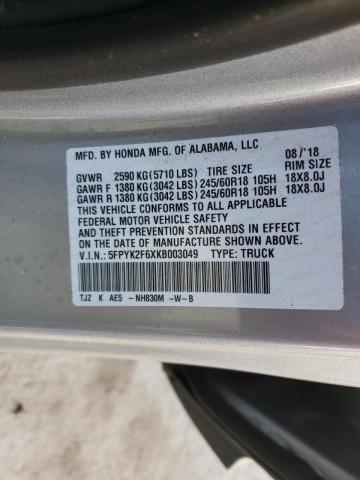 MFD. BY HONDA MFG. OF ALABAMA, LLC 08/'18
GVWR 2590 KG(5710 LBS) TIRE SIZE RIM SIZE
GAWR F 1380 KG(3042 LBS) 245/60R18 105H 18X8.0J
GAWR R 1380 KG(3042 LBS) 245/60R18 105H 18X8.0J
THIS VEHICLE CONFORMS TO ALL APPLICABLE
FEDERAL MOTOR VEHICLE SAFETY
AND THEFT PREVENTION STANDARDS IN EFFECT
ON THE DATE OF MANUFACTURE SHOWN ABOVE.
V.I.N.: 5FPYK2F6XKB003049 TYPE: TRUCK
TJZ K AE5 -NH830M -W-B